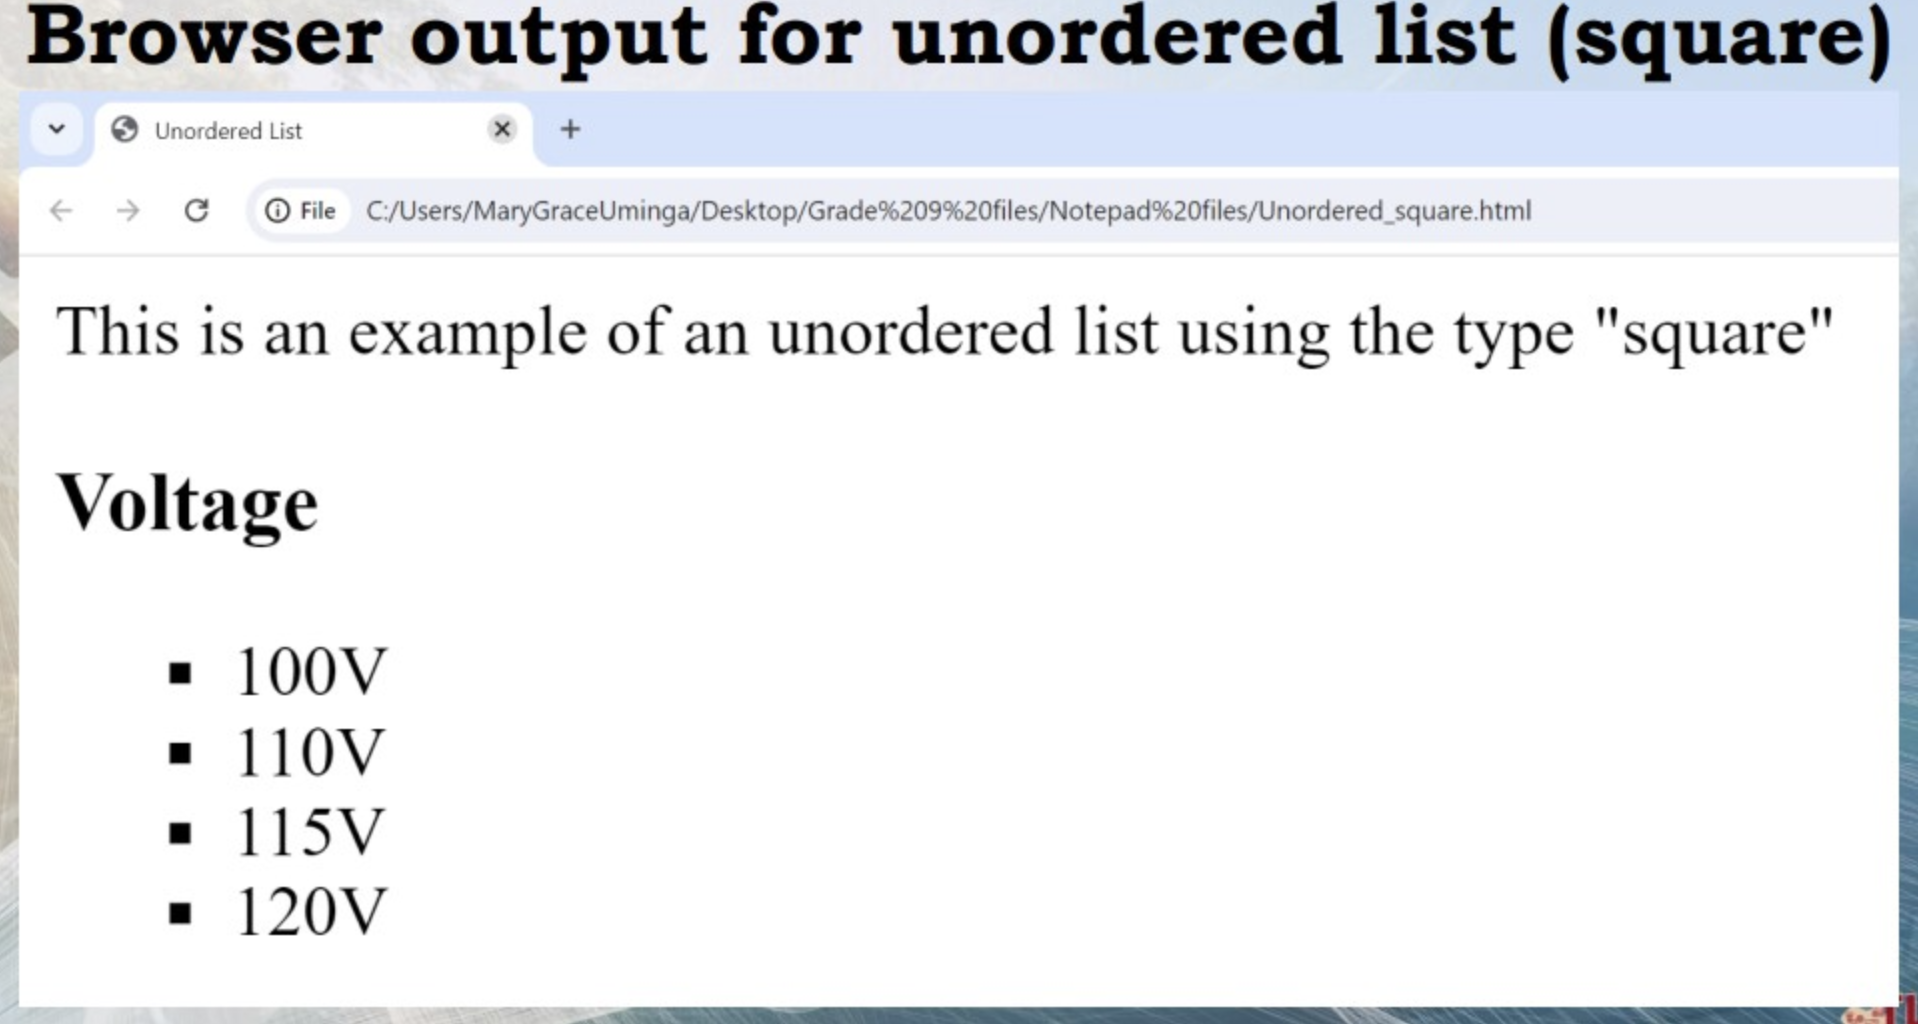 Browser output for unordered list (square)
Unordered List
File C:/Users/MaryGraceUminga/Desktop/Grade%209%20files/Notepad%20files/Unordered_square.html
This is an example of an unordered list using the type "square"
Voltage
100V
110V
115V
120V